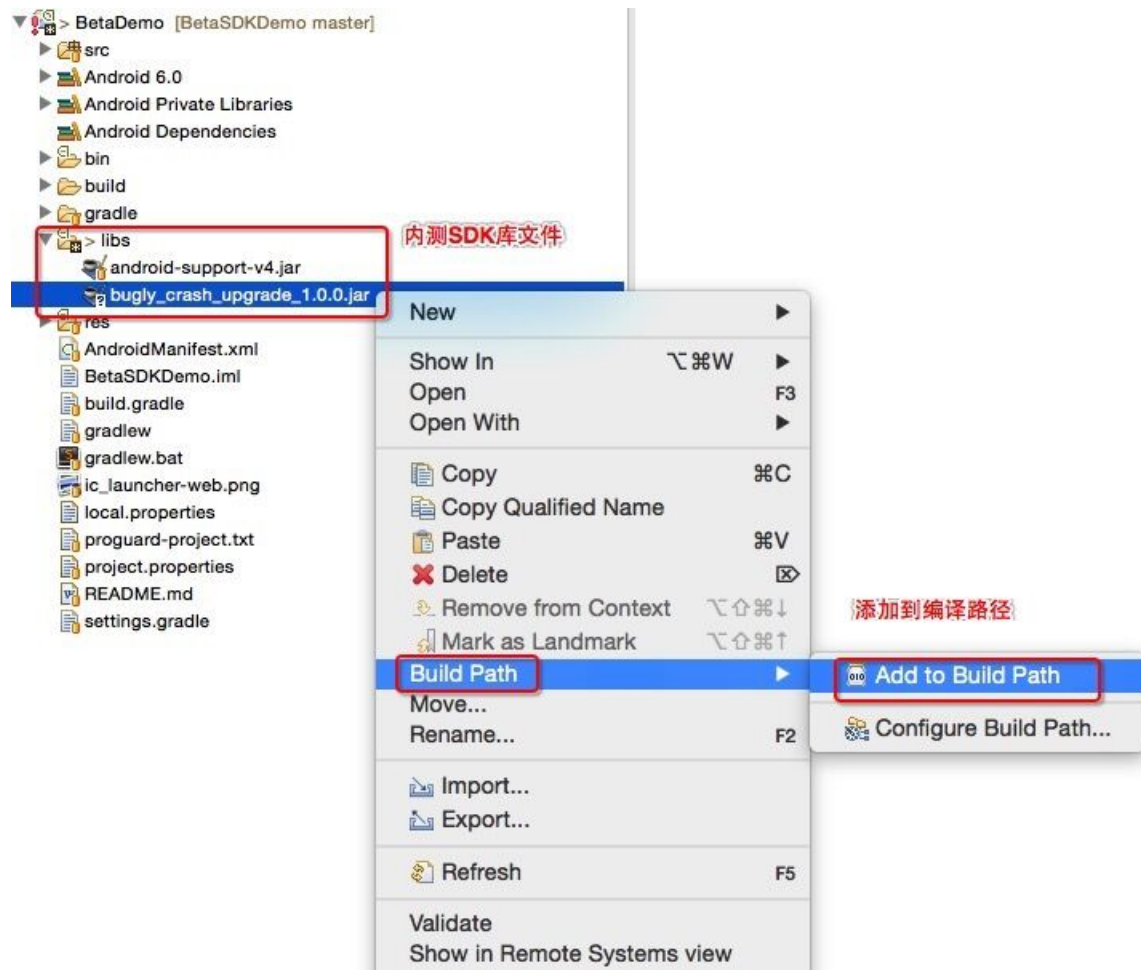 > BetaDemo [BetaSDKDemo master]
src
Android 6.0
Android Private Libraries
Android Dependencies
bin
build
gradle
> libs
内测SDK库文件
android-support-v4.jar
bugly_crash_upgrade_1.0.0.jar
res
AndroidManifest.xml
BetaSDKDemo.iml
build.gradle
gradlew
gradlew.bat
ic_launcher-web.png
local.properties
proguard-project.txt
project.properties
README.md
settings.gradle
New
Show In ⌥⌘W
Open F3
Open With
Copy ⌘C
Copy Qualified Name
Paste ⌘V
Delete ⌦
Remove from Context ⌥⇧⌘↓
Mark as Landmark ⌥⇧⌘↑
Build Path
Move...
Rename... F2
Import...
Export...
Refresh F5
Validate
Show in Remote Systems view
添加到编译路径
Add to Build Path
Configure Build Path...